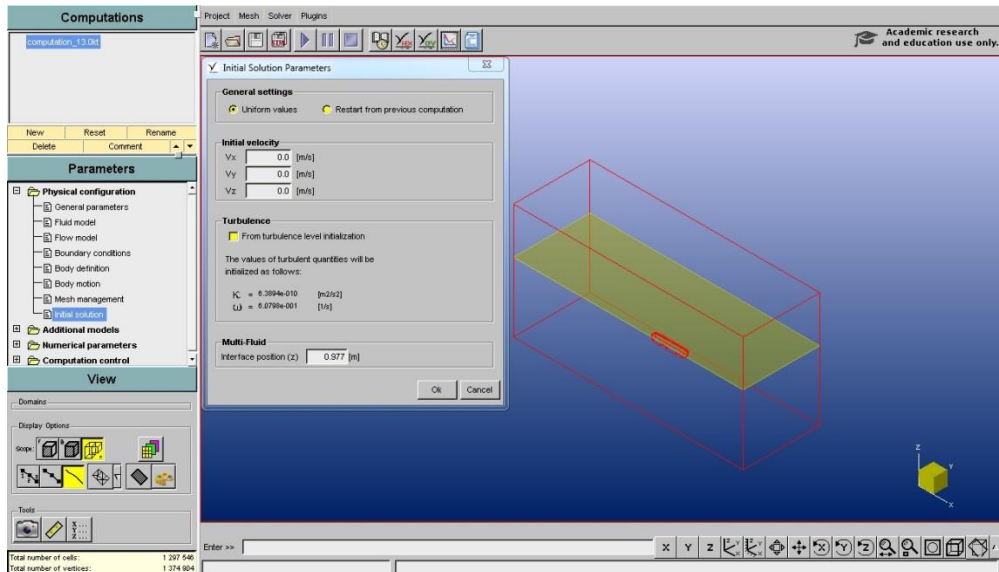 Computations
computation_13.0kt
New Reset Rename
Delete Comment
Parameters
Physical configuration
General parameters
Fluid model
Flow model
Boundary conditions
Body definition
Body motion
Mesh management
Initial solution
Additional models
Numerical parameters
Computation control
View
Domains
Display Options
Scope:
Tools
Total number of cells: 1 297 546
Total number of vertices: 1 374 904
Project Mesh Solver Plugins
Academic research
and education use only.
Initial Solution Parameters
General settings
Uniform values Restart from previous computation
Initial velocity
Vx 0.0 [m/s]
Vy 0.0 [m/s]
Vz 0.0 [m/s]
Turbulence
From turbulence level initialization
The values of turbulent quantities will be
initialized as follows:
K = 6.3894e-010 [m2/s2]
ω = 6.0798e-001 [1/s]
Multi-Fluid
Interface position (z) 0.977 [m]
Ok Cancel
Z
Y
X
Enter >>
X Y Z